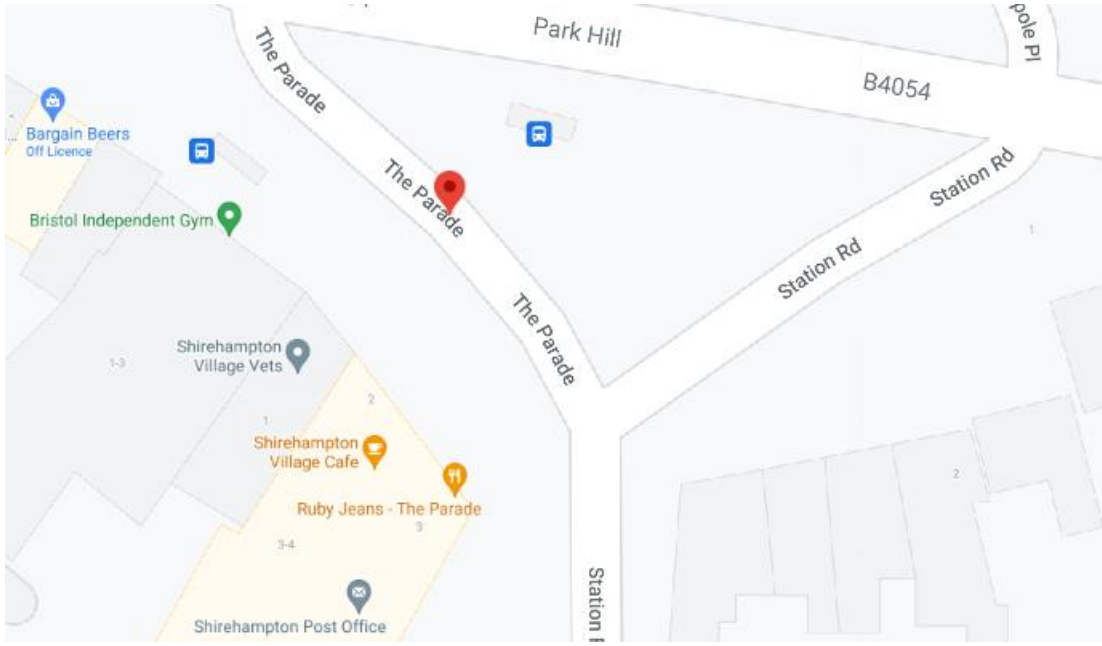 Park Hill
pole Pl
The Parade
B4054
Bargain Beers
Off Licence
The Parade
Station Rd
Bristol Independent Gym
1
Station Rd
The Parade
Shirehampton
Village Vets
1-3
2
1
Shirehampton
Village Cafe
2
Ruby Jeans - The Parade
3
3-4
Station R
Shirehampton Post Office